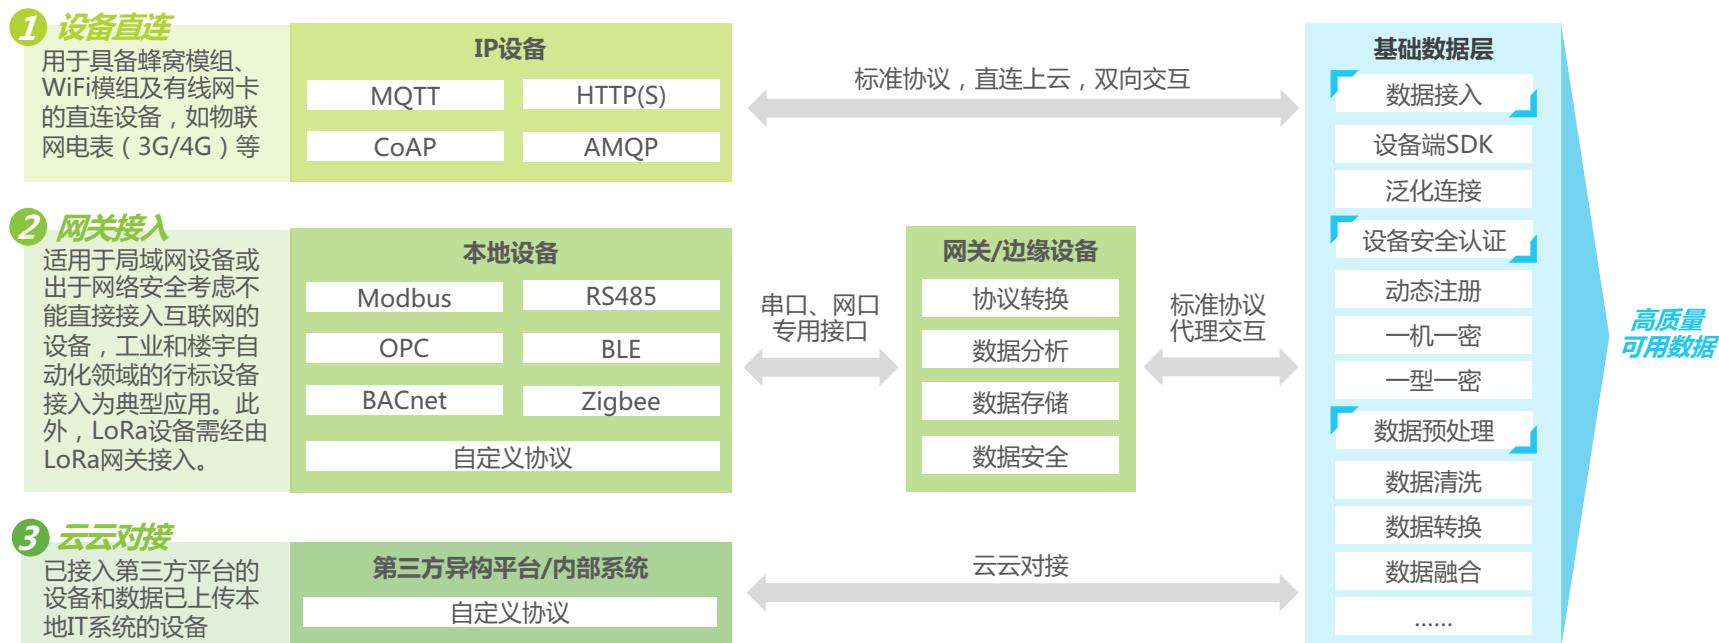 1 设备直连
用于具备蜂窝模组、
WiFi模组及有线网卡
的直连设备，如物联
网电表（3G/4G）等
IP设备
MQTT
HTTP(S)
CoAP
AMQP
标准协议，直连上云，双向交互
2 网关接入
适用于局域网设备或
出于网络安全考虑不
能直接接入互联网的
设备，工业和楼宇自
动化领域的行标设备
接入为典型应用。此
外，LoRa设备需经由
LoRa网关接入。
本地设备
Modbus
RS485
OPC
BLE
BACnet
Zigbee
自定义协议
串口、网口
专用接口
网关/边缘设备
协议转换
数据分析
数据存储
数据安全
标准协议
代理交互
3 云云对接
已接入第三方平台的
设备和数据已上传本
地IT系统的设备
第三方异构平台/内部系统
自定义协议
云云对接
基础数据层
数据接入
设备端SDK
泛化连接
设备安全认证
动态注册
一机一密
一型一密
数据预处理
数据清洗
数据转换
数据融合
……
高质量
可用数据